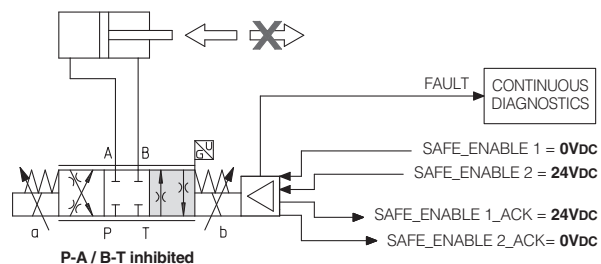 FAULT
CONTINUOUS
DIAGNOSTICS
A B
U
G
SAFE_ENABLE 1 = 0VDC
SAFE_ENABLE 2 = 24VDC
SAFE_ENABLE 1_ACK = 24VDC
SAFE_ENABLE 2_ACK= 0VDC
a P T b
P-A / B-T inhibited